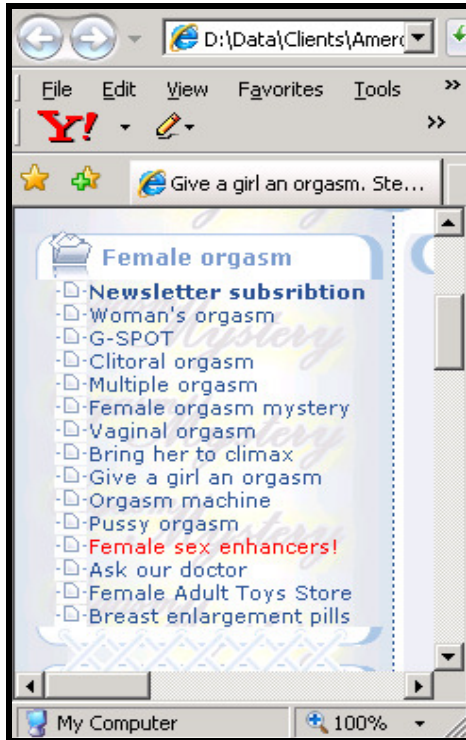 D:\Data\Clients\Amer
File Edit View Favorites Tools »
Y! »
Give a girl an orgasm. Ste...
Female orgasm
Newsletter subsribtion
Woman's orgasm
G-SPOT
Clitoral orgasm
Multiple orgasm
Female orgasm mystery
Vaginal orgasm
Bring her to climax
Give a girl an orgasm
Orgasm machine
Pussy orgasm
Female sex enhancers!
Ask our doctor
Female Adult Toys Store
Breast enlargement pills
Mystery
Mystery
Mystery
My Computer 100%